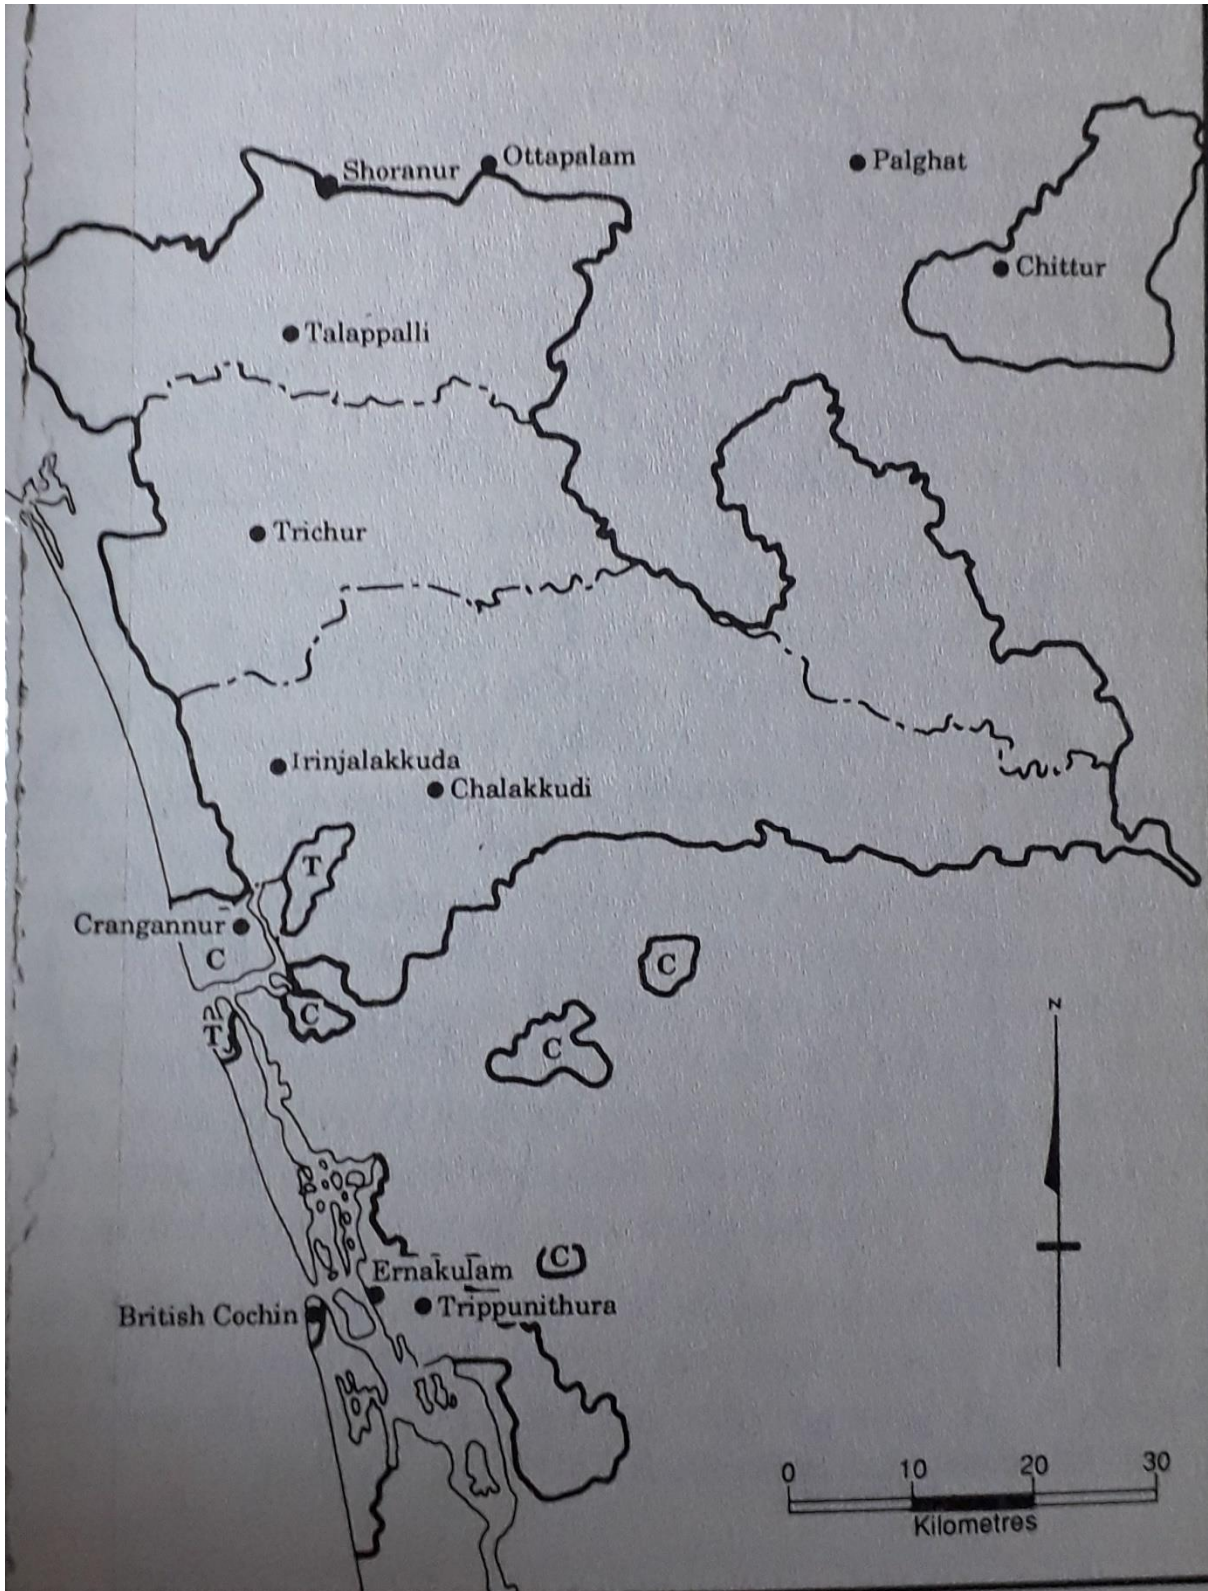 Shoranur
Ottapalam
Palghat
Chittur
Talappalli
Trichur
Irinjalakkuda
Chalakkudi
T
Crangannur
C
C
C
T
C
N
Ernakulam
C
Trippunithura
British Cochin
0 10 20 30
Kilometres